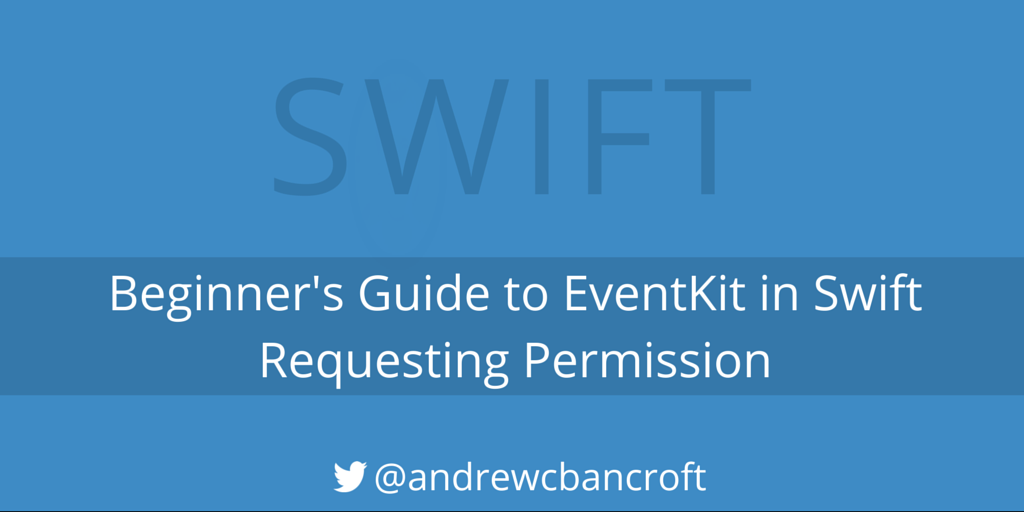 SWIFT
Beginner's Guide to EventKit in Swift
Requesting Permission
@andrewcbancroft